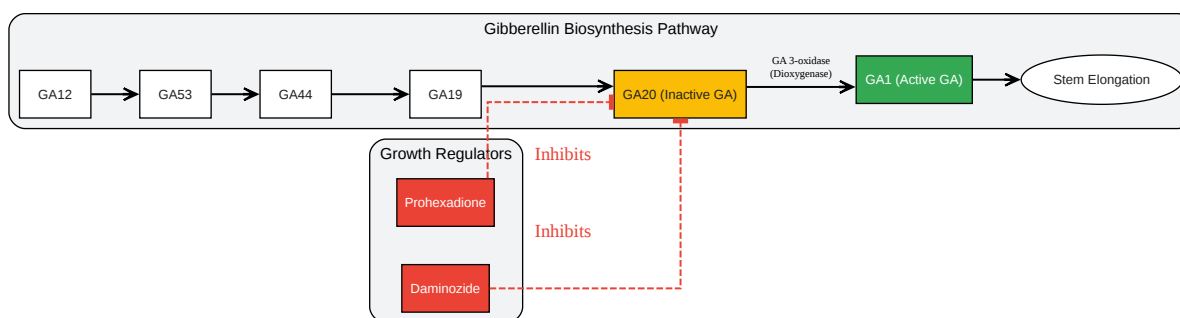 Gibberellin Biosynthesis Pathway
GA12
GA53
GA44
GA19
GA20 (Inactive GA)
GA 3-oxidase
(Dioxygenase)
GA1 (Active GA)
Stem Elongation
Growth Regulators
Inhibits
Prohexadione
Inhibits
Daminozide